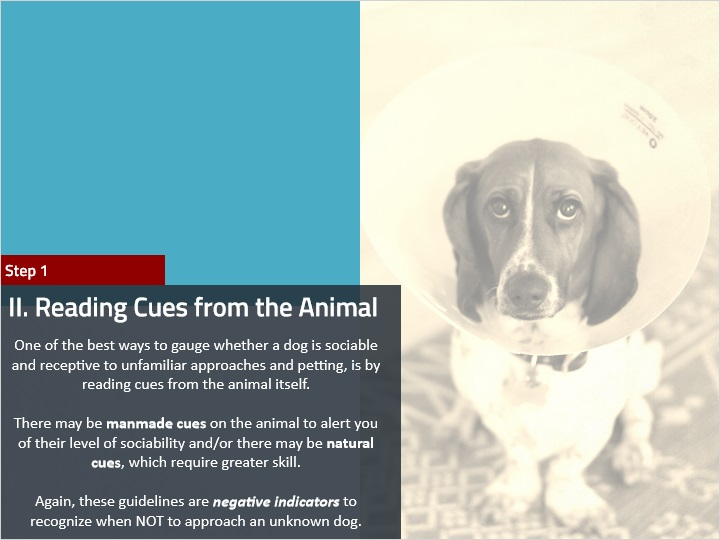 Step 1
II. Reading Cues from the Animal
One of the best ways to gauge whether a dog is sociable
and receptive to unfamiliar approaches and petting, is by
reading cues from the animal itself.
There may be manmade cues on the animal to alert you
of their level of sociability and/or there may be natural
cues, which require greater skill.
Again, these guidelines are negative indicators to
recognize when NOT to approach an unknown dog.